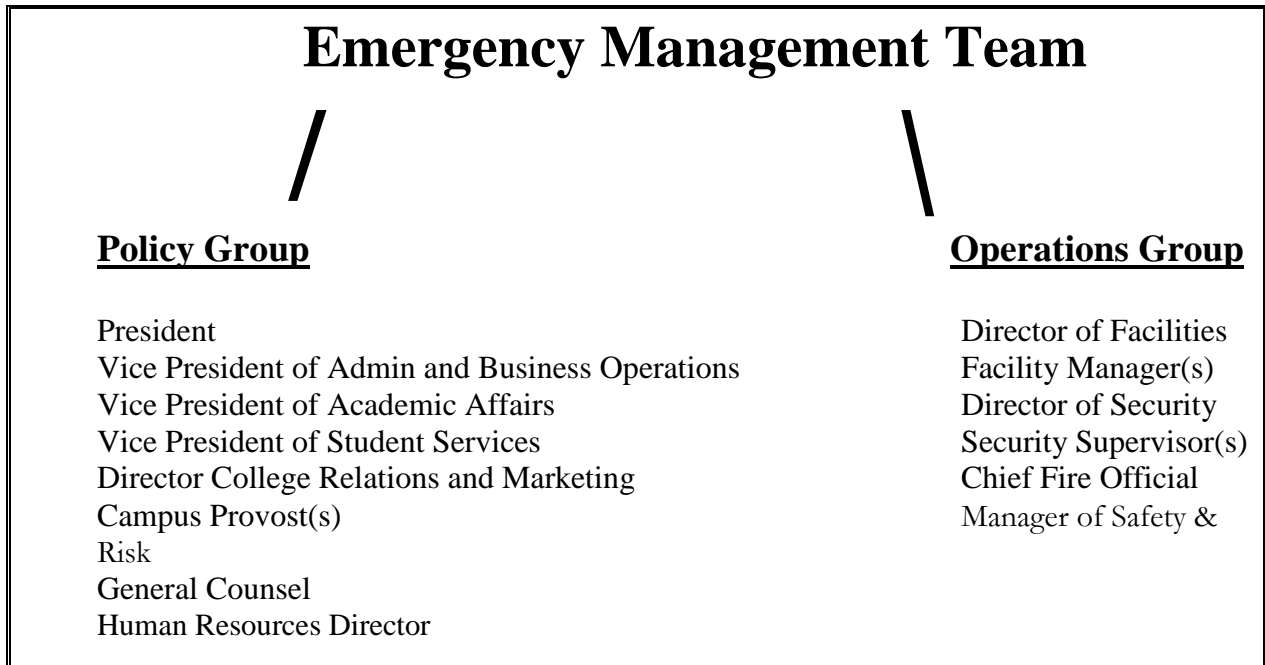 Emergency Management Team
/ \
Policy Group Operations Group
President Director of Facilities
Vice President of Admin and Business Operations Facility Manager(s)
Vice President of Academic Affairs Director of Security
Vice President of Student Services Security Supervisor(s)
Director College Relations and Marketing Chief Fire Official
Campus Provost(s) Manager of Safety &
Risk
General Counsel
Human Resources Director